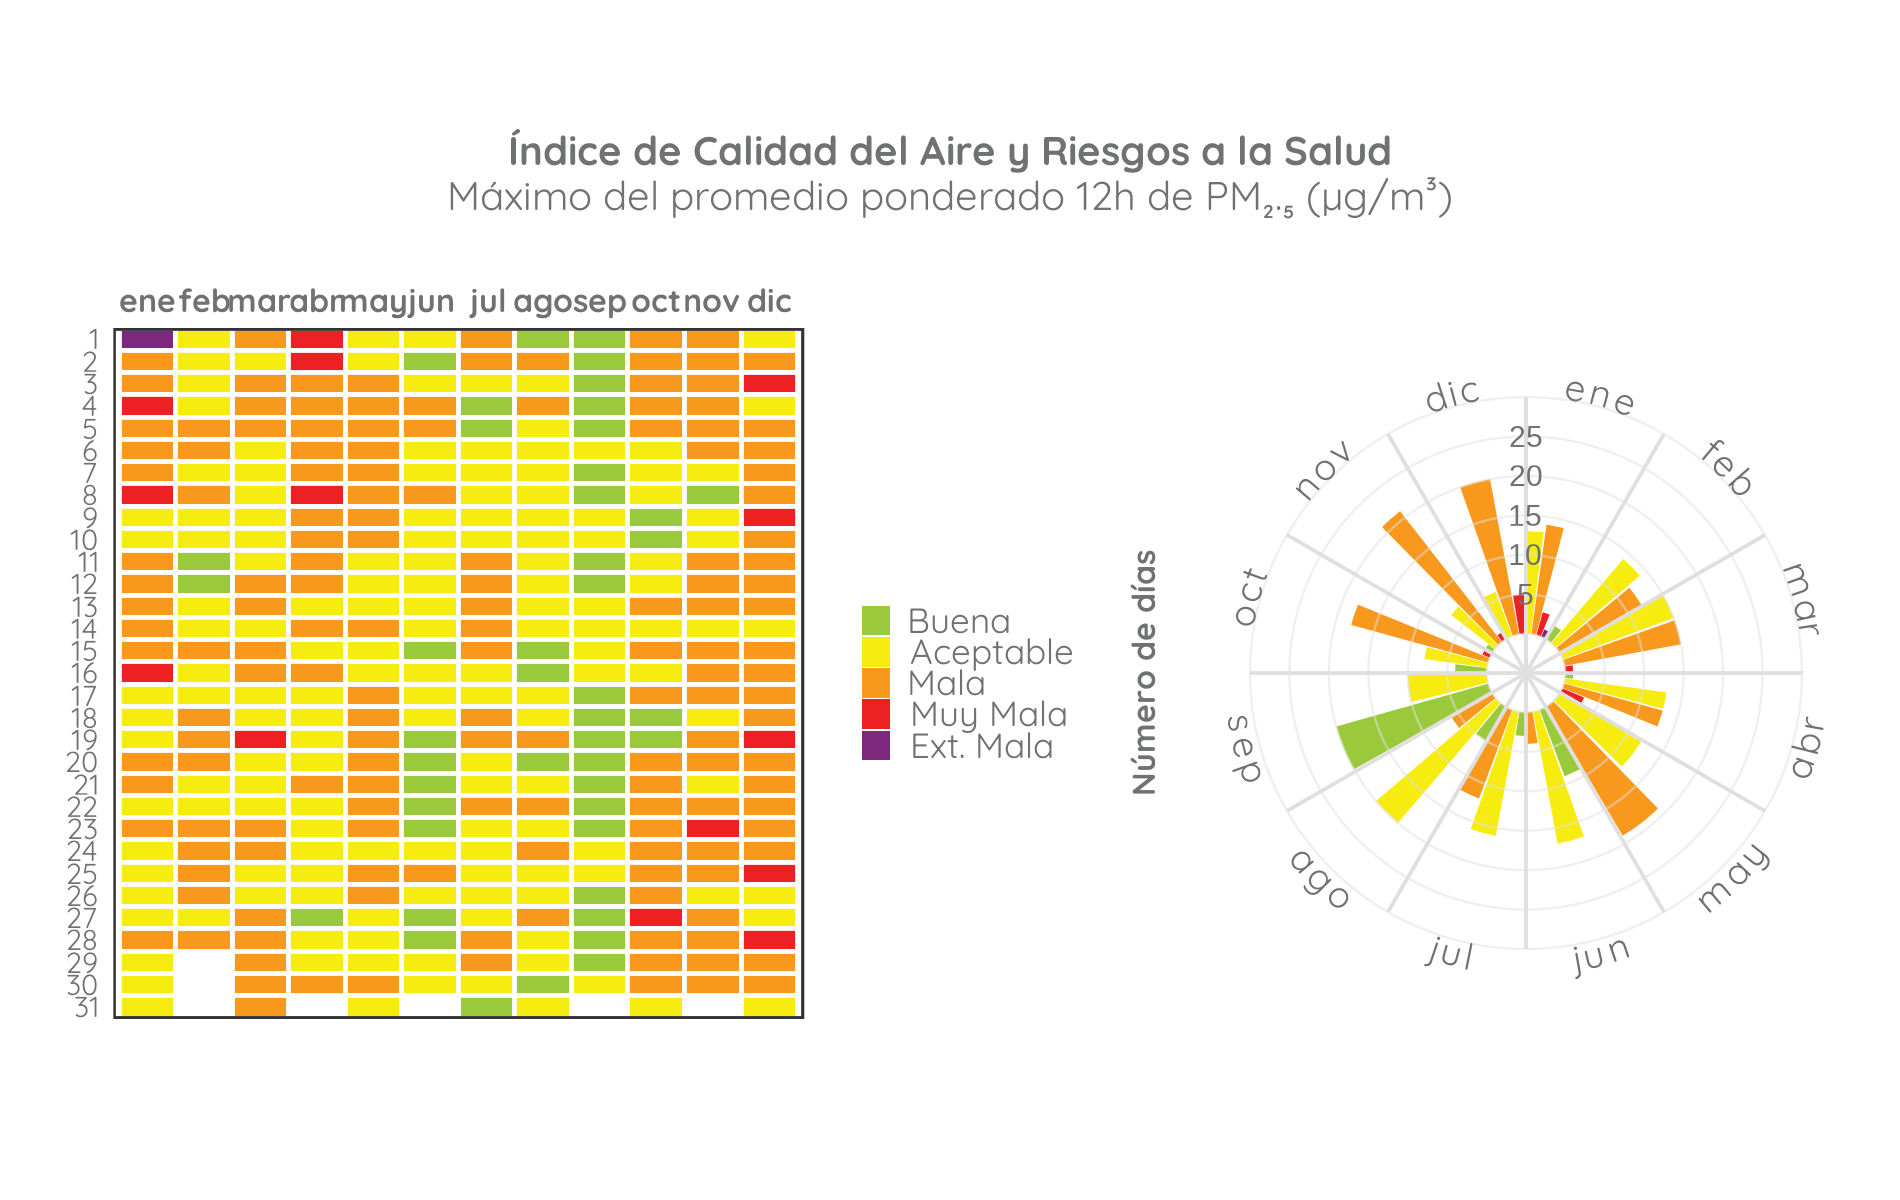 Índice de Calidad del Aire y Riesgos a la Salud
Máximo del promedio ponderado 12h de PM₂.₅ (µg/m³)
ene feb mar abr may jun jul ago sep oct nov dic
1
2
3
4
5
6
7
8
9
10
11
12
13
14
15
16
17
18
19
20
21
22
23
24
25
26
27
28
29
30
31
Buena
Aceptable
Mala
Muy Mala
Ext. Mala
Número de días
ene
feb
mar
abr
may
jun
jul
ago
sep
oct
nov
dic
25
20
15
10
5